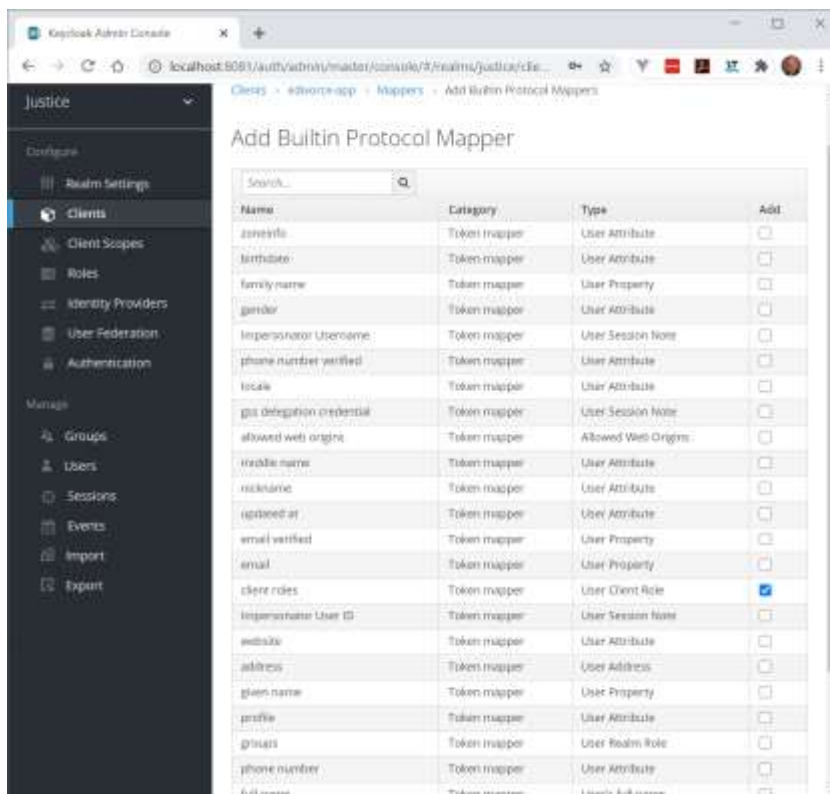 Keycloak Admin Console
localhost:8081/auth/admin/master/console/#/realms/justice/clie...
Justice
Clients > edivorce-app > Mappers > Add Builtin Protocol Mappers
Add Builtin Protocol Mapper
Configure
Realm Settings
Clients
Client Scopes
Roles
Identity Providers
User Federation
Authentication
Manage
Groups
Users
Sessions
Events
Import
Export
Search...
Name Category Type Add
zoneinfo Token mapper User Attribute
birthdate Token mapper User Attribute
family name Token mapper User Property
gender Token mapper User Attribute
Impersonator Username Token mapper User Session Note
phone number verified Token mapper User Attribute
locale Token mapper User Attribute
gss delegation credential Token mapper User Session Note
allowed web origins Token mapper Allowed Web Origins
middle name Token mapper User Attribute
nickname Token mapper User Attribute
updated at Token mapper User Attribute
email verified Token mapper User Property
email Token mapper User Property
client roles Token mapper User Client Role
Impersonator User ID Token mapper User Session Note
website Token mapper User Attribute
address Token mapper User Address
given name Token mapper User Property
profile Token mapper User Attribute
groups Token mapper User Realm Role
phone number Token mapper User Attribute
full name Token mapper User's full name